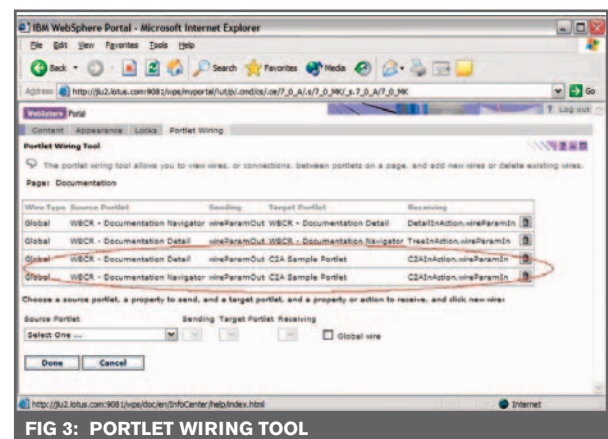 IBM WebSphere Portal - Microsoft Internet Explorer
File Edit View Favorites Tools Help
Back Search Favorites Media
Address http://jlu2.lotus.com:9081/wps/myportal/!ut/p/.cmd/cs/.ce/7_0_A/.s/7_0_MK/_s.7_0_A/7_0_MK Go
WebSphere Portal Log out
Content Appearance Locks Portlet Wiring
Portlet Wiring Tool
The portlet wiring tool allows you to view wires, or connections, between portlets on a page, and add new wires or delete existing wires.
Page: Documentation
Wire Type Source Portlet Sending Target Portlet Receiving
Global WBCR - Documentation Navigator wireParamOut WBCR - Documentation Detail DetailInAction.wireParamIn
Global WBCR - Documentation Detail wireParamOut WBCR - Documentation Navigator TreeInAction.wireParamIn
Global WBCR - Documentation Detail wireParamOut C2A Sample Portlet C2AInAction.wireParamIn
Global WBCR - Documentation Navigator wireParamOut C2A Sample Portlet C2AInAction.wireParamIn
Choose a source portlet, a property to send, and a target portlet, and a property or action to receive, and click new wire:
Source Portlet Sending Target Portlet Receiving
Select One ... Global wire
Done Cancel
http://jlu2.lotus.com:9081/wps/doc/en/InfoCenter/help/index.html Internet
FIG 3: PORTLET WIRING TOOL